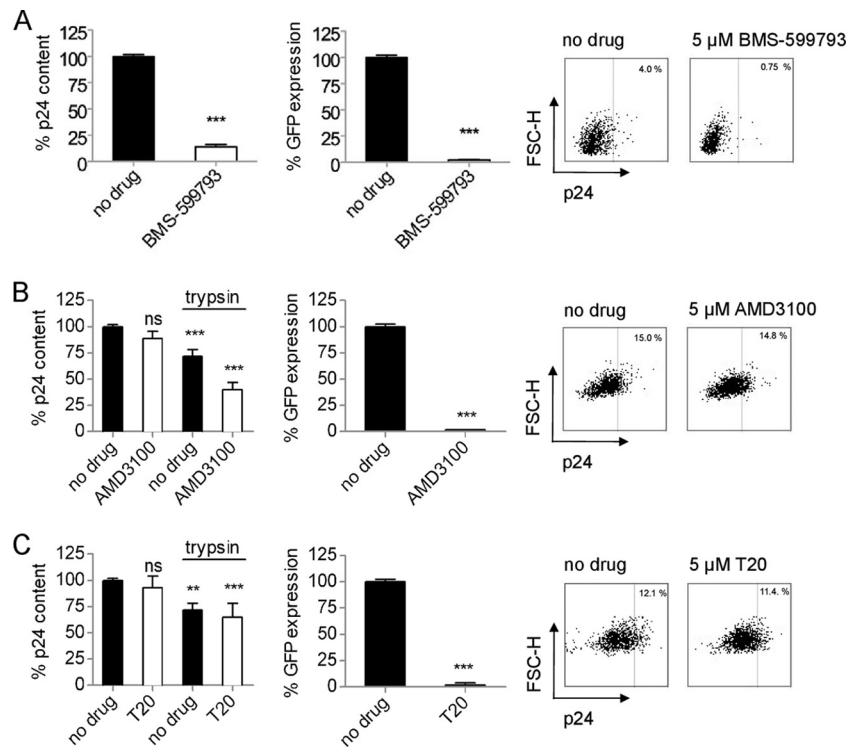 A
% p24 content
125
100
75
50
25
0
***
no drug
BMS-599793
% GFP expression
125
100
75
50
25
0
***
no drug
BMS-599793
no drug
5 µM BMS-599793
4.0 %
0.75 %
FSC-H
p24
B
% p24 content
125
100
75
50
25
0
trypsin
ns
***
***
no drug
AMD3100
no drug
AMD3100
% GFP expression
125
100
75
50
25
0
***
no drug
AMD3100
no drug
5 µM AMD3100
15.0 %
14.8 %
FSC-H
p24
C
% p24 content
125
100
75
50
25
0
trypsin
ns
**
***
no drug
T20
no drug
T20
% GFP expression
125
100
75
50
25
0
***
no drug
T20
no drug
5 µM T20
12.1 %
11.4. %
FSC-H
p24